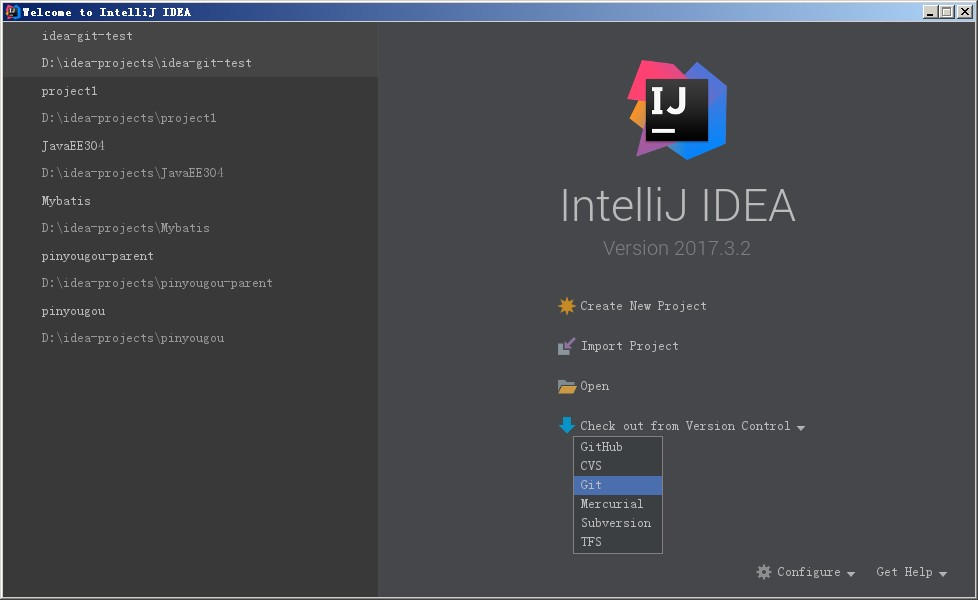 Welcome to IntelliJ IDEA
idea-git-test
D:\idea-projects\idea-git-test
project1
D:\idea-projects\project1
JavaEE304
D:\idea-projects\JavaEE304
Mybatis
D:\idea-projects\Mybatis
pinyougou-parent
D:\idea-projects\pinyougou-parent
pinyougou
D:\idea-projects\pinyougou
IJ
IntelliJ IDEA
Version 2017.3.2
Create New Project
Import Project
Open
Check out from Version Control
GitHub
CVS
Git
Mercurial
Subversion
TFS
Configure
Get Help